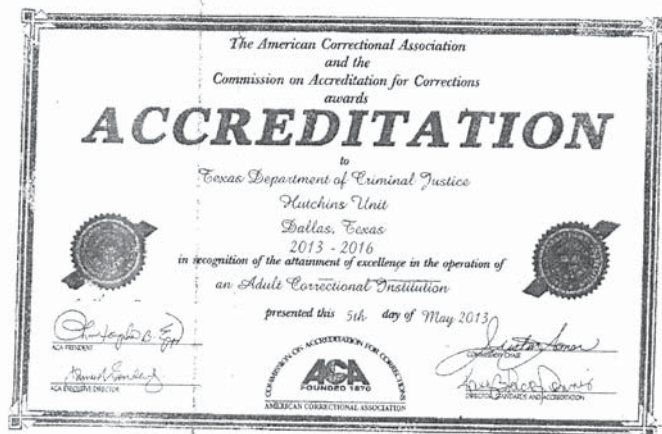 The American Correctional Association
and the
Commission on Accreditation for Corrections
awards
ACCREDITATION
to
Texas Department of Criminal Justice
Hutchins Unit
Dallas, Texas
2013 - 2016
in recognition of the attainment of excellence in the operation of
an Adult Correctional Institution
presented this 5th day of May 2013
ACA PRESIDENT
COMMISSION CHAIR
ACA EXECUTIVE DIRECTOR
DIRECTOR, STANDARDS AND ACCREDITATION
COMMISSION ON ACCREDITATION FOR CORRECTIONS
ACA
FOUNDED 1870
AMERICAN CORRECTIONAL ASSOCIATION